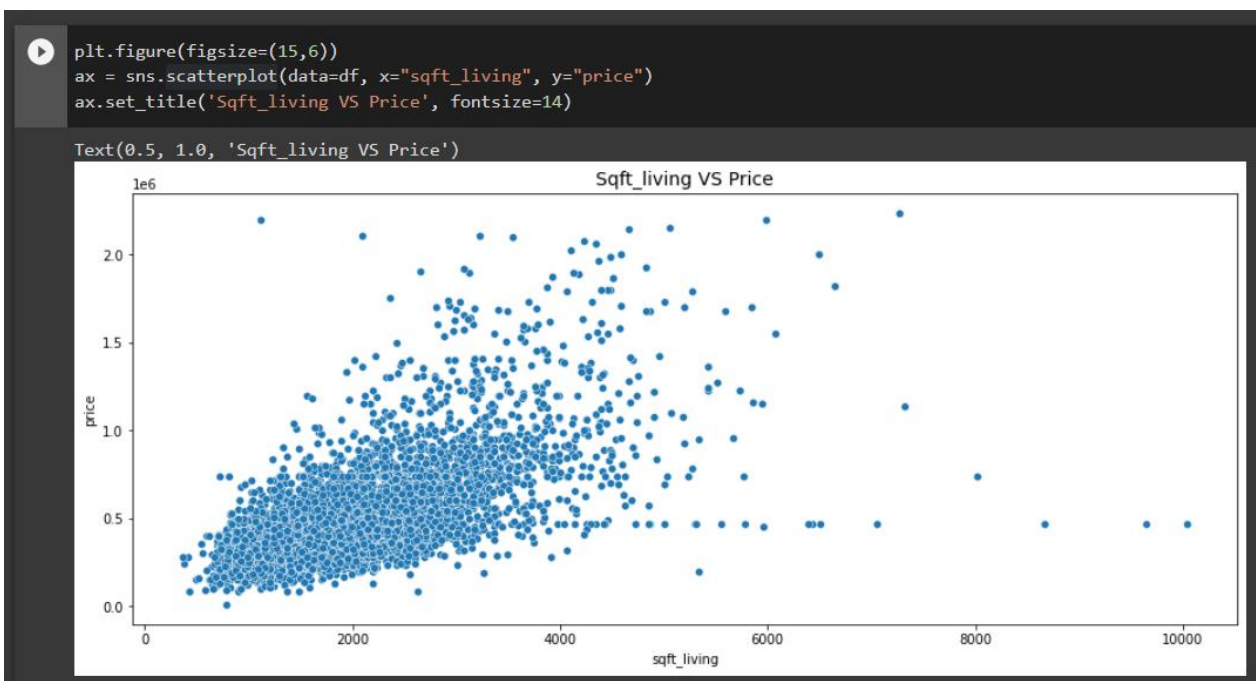 plt.figure(figsize=(15,6))
ax = sns.scatterplot(data=df, x="sqft_living", y="price")
ax.set_title('Sqft_living VS Price', fontsize=14)
Text(0.5, 1.0, 'Sqft_living VS Price')
Sqft_living VS Price
1e6
2.0
1.5
1.0
0.5
0.0
price
0 2000 4000 6000 8000 10000
sqft_living